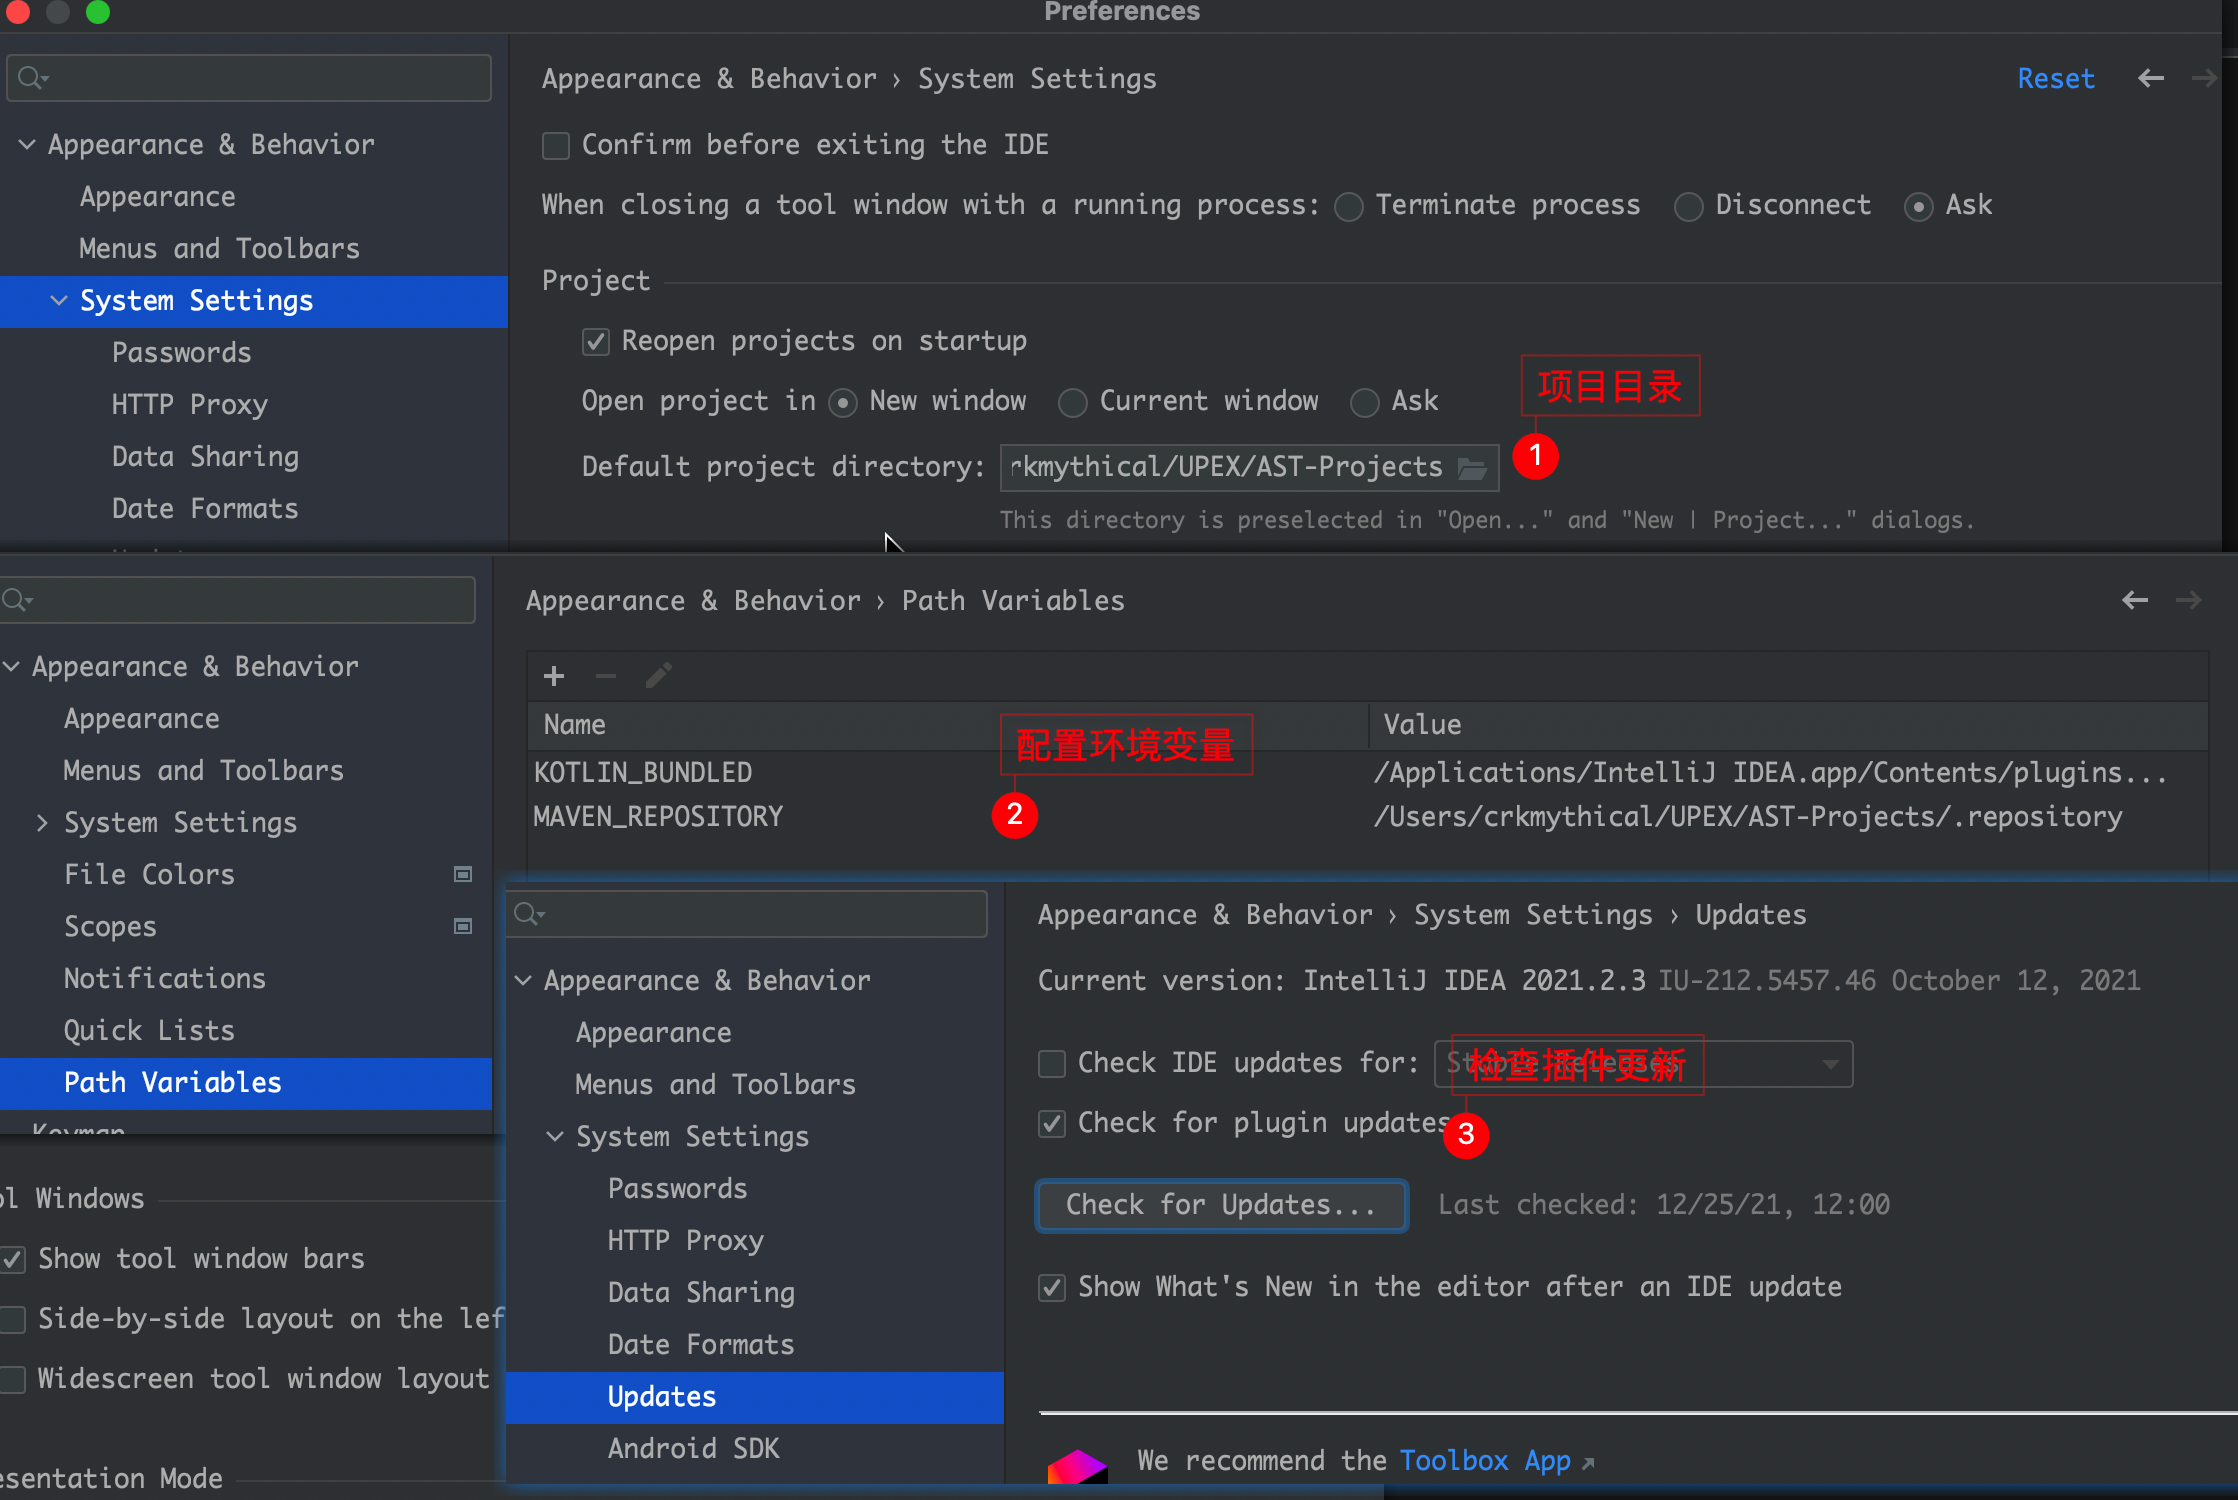 Preferences
Appearance & Behavior › System Settings
Reset
Appearance & Behavior
Appearance
Menus and Toolbars
System Settings
Passwords
HTTP Proxy
Data Sharing
Date Formats
Confirm before exiting the IDE
When closing a tool window with a running process: Terminate process Disconnect Ask
Project
Reopen projects on startup
Open project in New window Current window Ask
项目目录
1
Default project directory: rkmythical/UPEX/AST-Projects
This directory is preselected in "Open..." and "New | Project..." dialogs.
Appearance & Behavior
Appearance
Menus and Toolbars
System Settings
File Colors
Scopes
Notifications
Quick Lists
Path Variables
Keymap
Appearance & Behavior › Path Variables
Name Value
配置环境变量
2
KOTLIN_BUNDLED /Applications/IntelliJ IDEA.app/Contents/plugins...
MAVEN_REPOSITORY /Users/crkmythical/UPEX/AST-Projects/.repository
ol Windows
Show tool window bars
Side-by-side layout on the lef
Widescreen tool window layout
esentation Mode
Appearance & Behavior
Appearance
Menus and Toolbars
System Settings
Passwords
HTTP Proxy
Data Sharing
Date Formats
Updates
Android SDK
Appearance & Behavior › System Settings › Updates
Current version: IntelliJ IDEA 2021.2.3 IU-212.5457.46 October 12, 2021
Check IDE updates for: Stable Releases
检查插件更新
3
Check for plugin updates
Check for Updates... Last checked: 12/25/21, 12:00
Show What's New in the editor after an IDE update
We recommend the Toolbox App